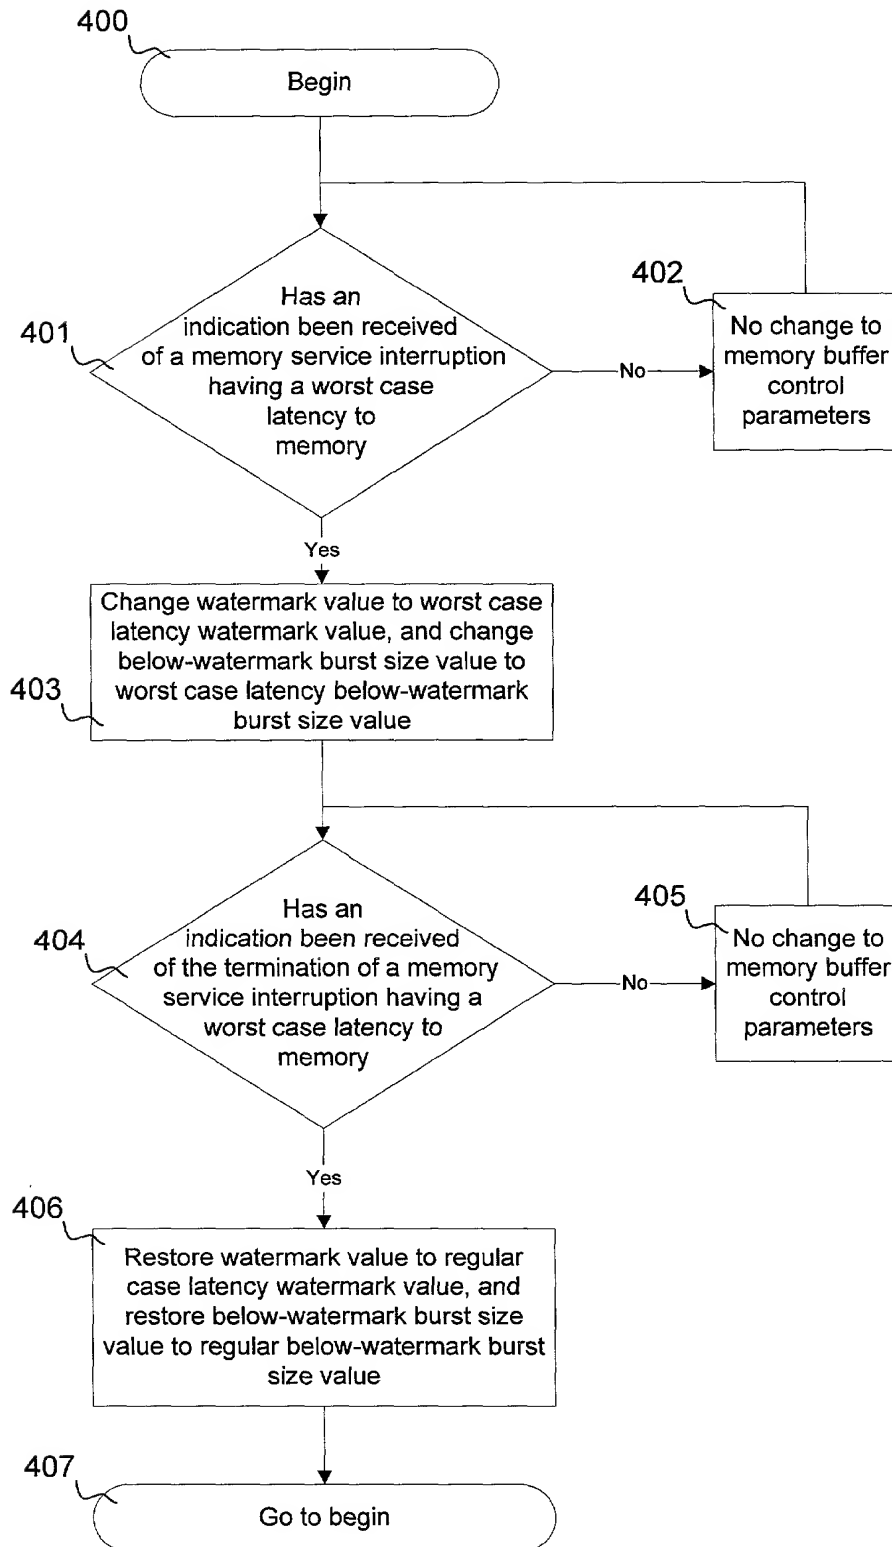 400
Begin
402
401
Has an
indication been received
of a memory service interruption
having a worst case
latency to
memory
No
No change to
memory buffer
control
parameters
Yes
403
Change watermark value to worst case
latency watermark value, and change
below-watermark burst size value to
worst case latency below-watermark
burst size value
405
404
Has an
indication been received
of the termination of a memory
service interruption having a
worst case latency to
memory
No
No change to
memory buffer
control
parameters
Yes
406
Restore watermark value to regular
case latency watermark value, and
restore below-watermark burst size
value to regular below-watermark burst
size value
407
Go to begin